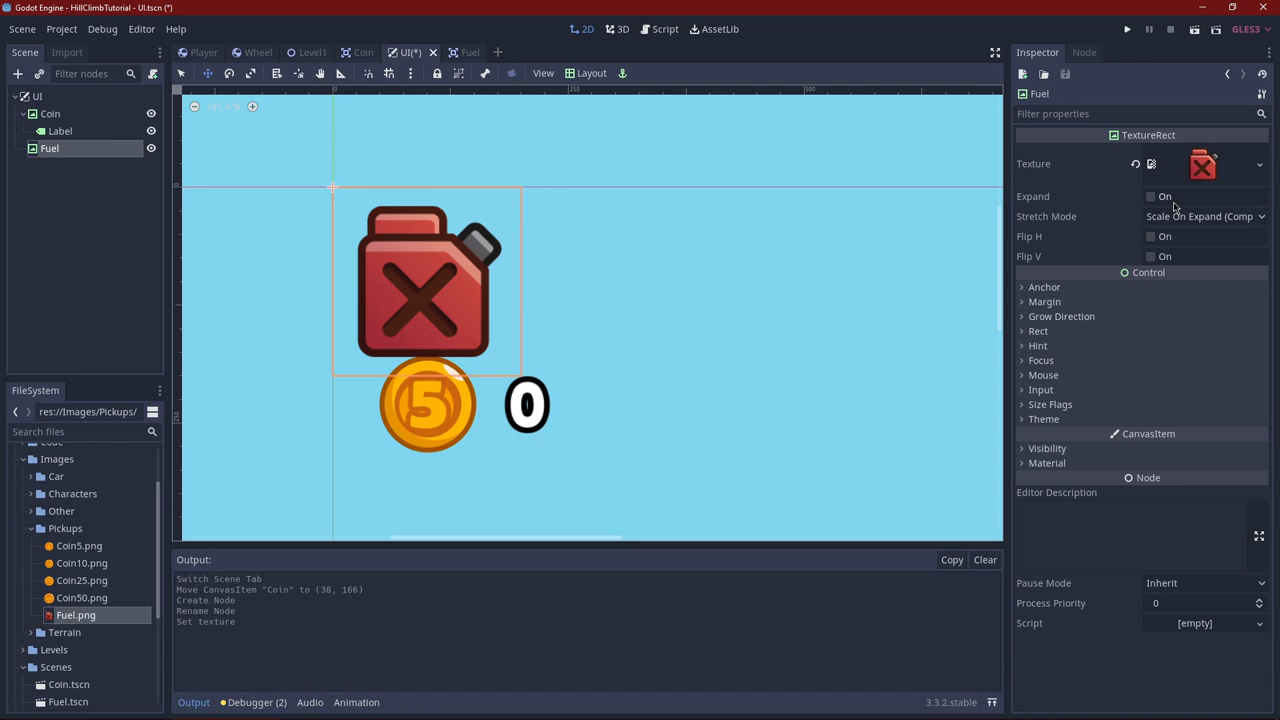 Godot Engine - HillClimbTutorial - UI.tscn (*)
Scene Project Debug Editor Help
2D 3D Script AssetLib
GLES3
Scene Import
Player Wheel Level1 Coin UI(*) Fuel
Inspector Node
Filter nodes
View Layout
UI
Coin
Label
Fuel
0 250 500
0
250
5
0
Fuel
Filter properties
TextureRect
Texture
Expand On
Stretch Mode Scale On Expand (Comp
Flip H On
Flip V On
Control
Anchor
Margin
Grow Direction
Rect
Hint
Focus
Mouse
Input
Size Flags
Theme
CanvasItem
Visibility
Material
Node
Editor Description
Pause Mode Inherit
Process Priority 0
Script [empty]
FileSystem
res://Images/Pickups/
Search files
Images
Car
Characters
Other
Pickups
Coin5.png
Coin10.png
Coin25.png
Coin50.png
Fuel.png
Terrain
Levels
Scenes
Coin.tscn
Fuel.tscn
Output: Copy Clear
Switch Scene Tab
Move CanvasItem "Coin" to (38, 166)
Create Node
Rename Node
Set texture
Output Debugger (2) Audio Animation 3.3.2.stable